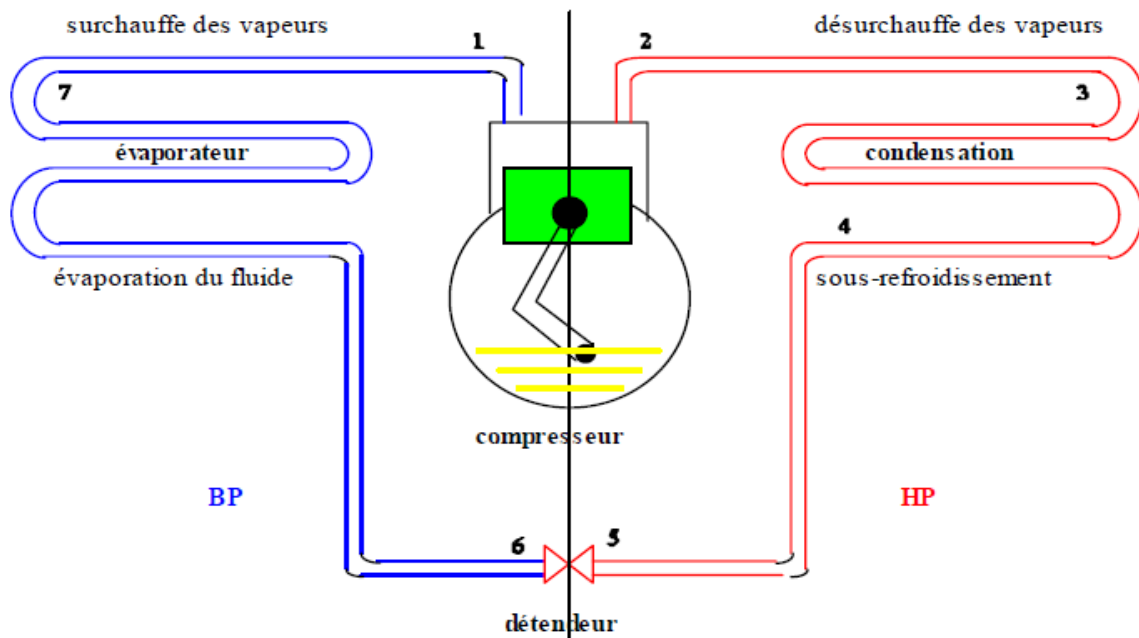 surchauffe des vapeurs
1
2
désurchauffe des vapeurs
7
3
évaporateur
condensation
4
évaporation du fluide
sous-refroidissement
compresseur
BP
HP
6
5
détendeur